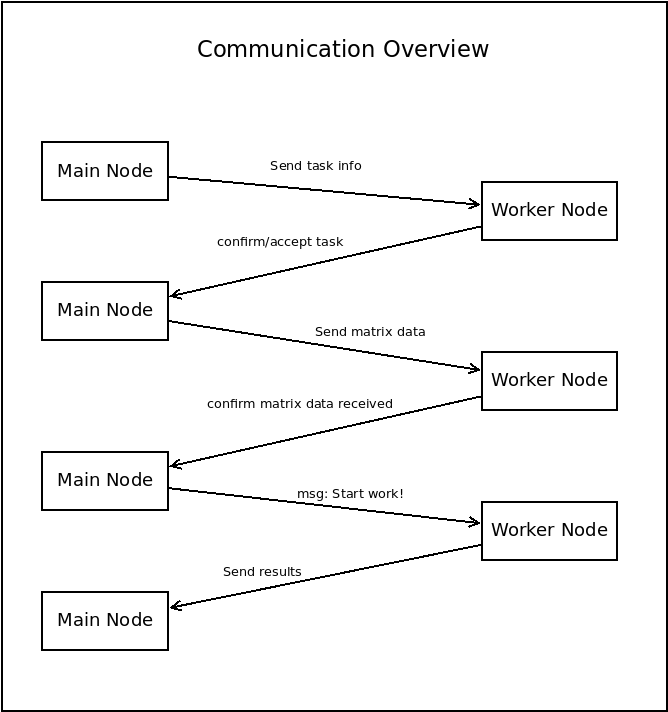 Communication Overview
Main Node
Send task info
Worker Node
confirm/accept task
Main Node
Send matrix data
Worker Node
confirm matrix data received
Main Node
msg: Start work!
Worker Node
Send results
Main Node